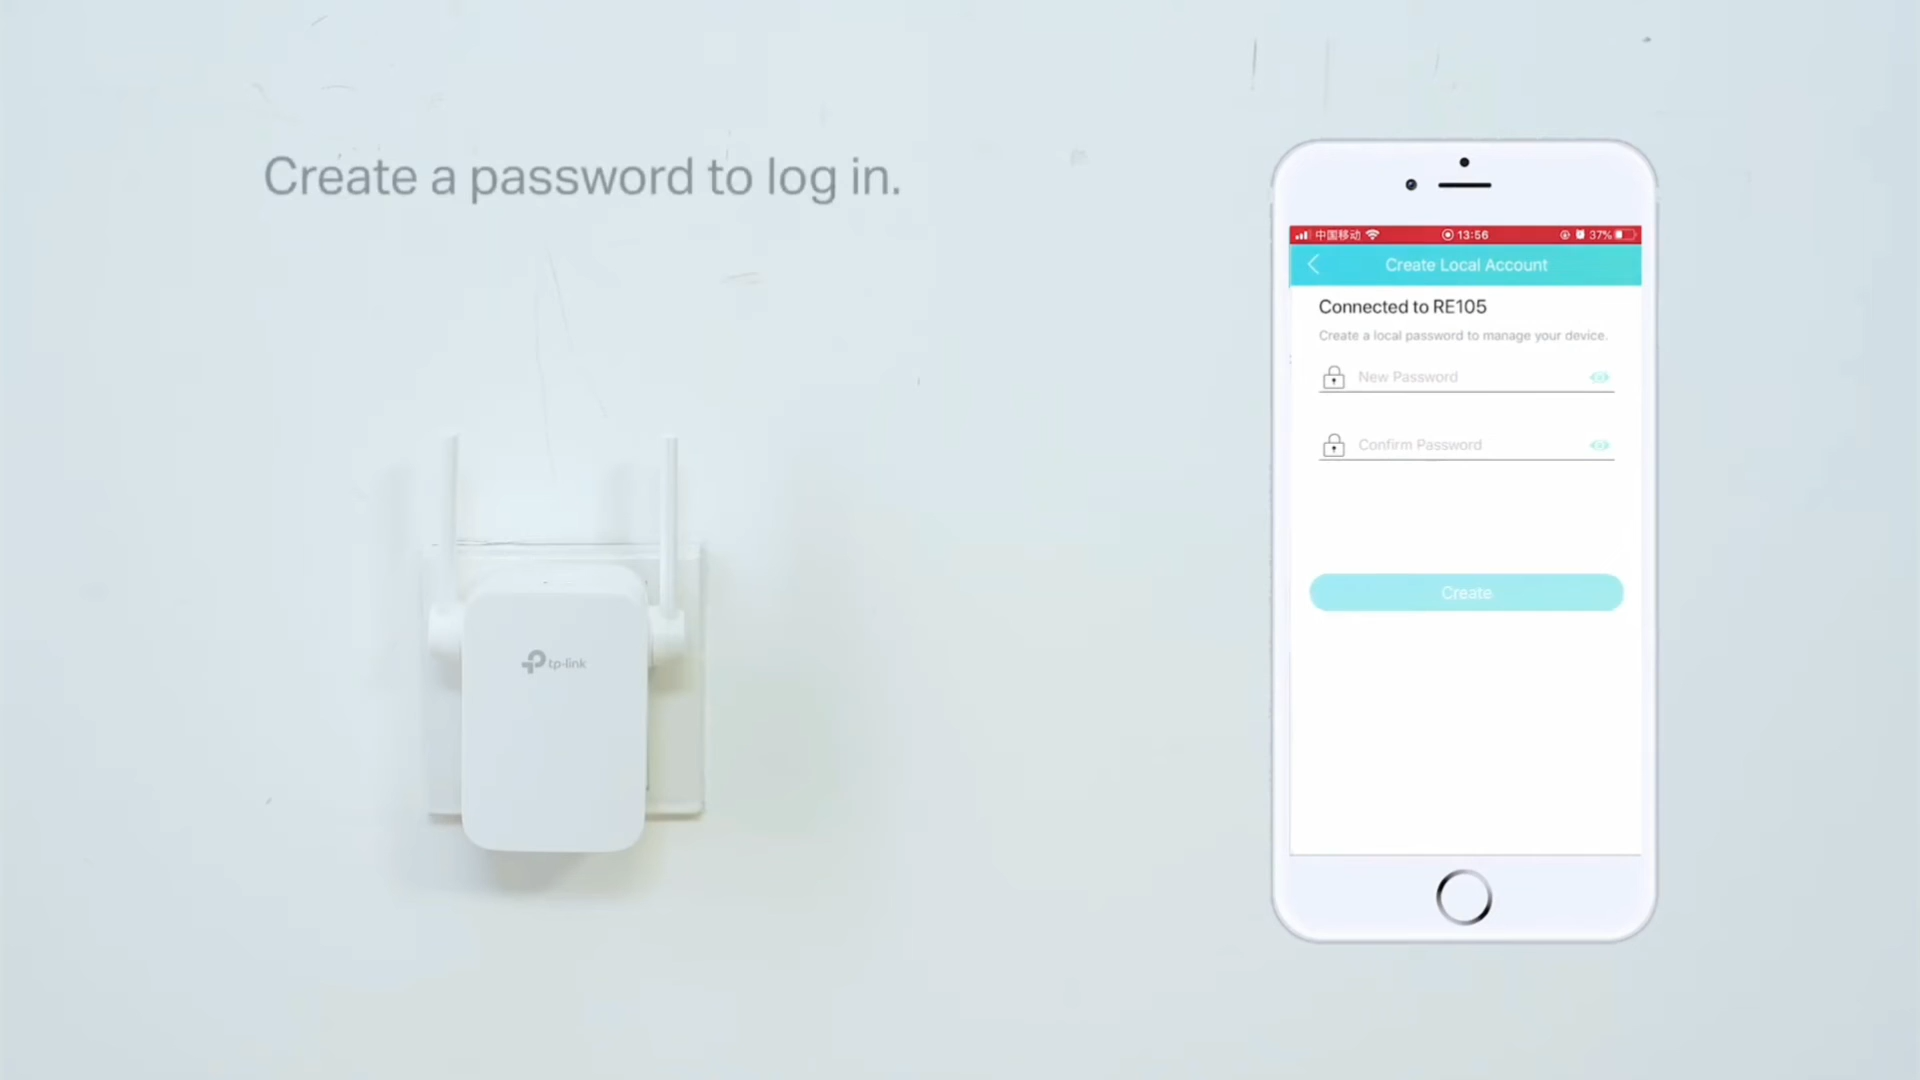 Create a password to log in.
中国移动 13:56 37%
Create Local Account
Connected to RE105
Create a local password to manage your device.
New Password
Confirm Password
Create
tp-link